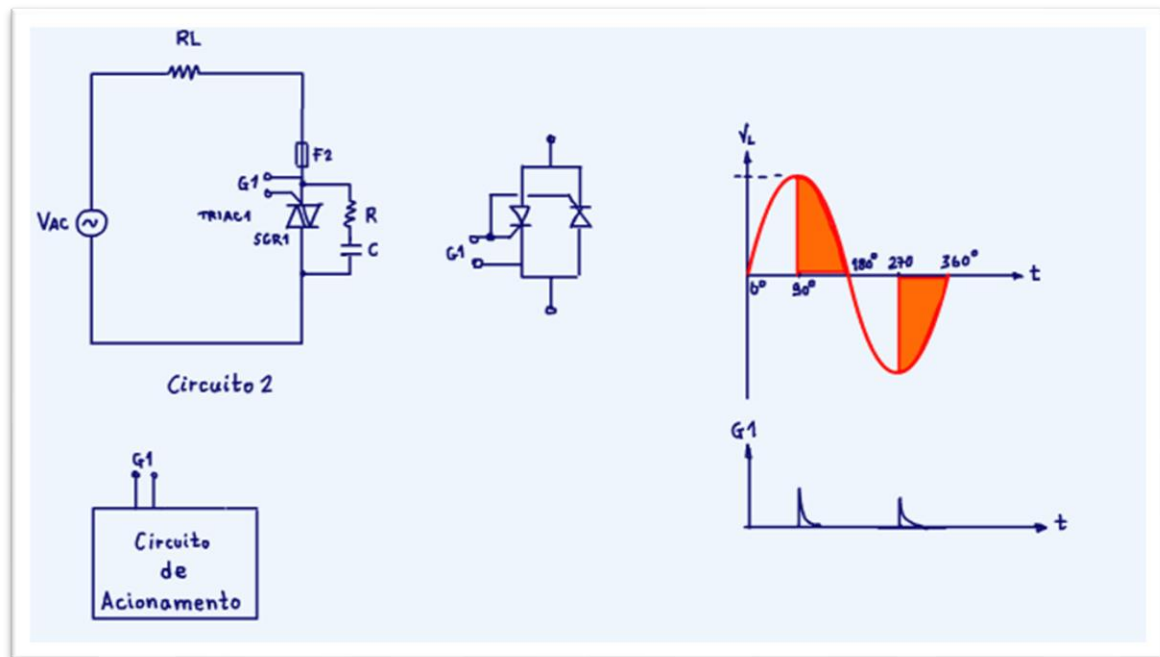 RL
F2
G1
TRIAC1
SCR1
R
C
VAC
Circuito 2
G1
Circuito
de
Acionamento
G1
VL
0° 90° 180° 270 360° t
G1
t